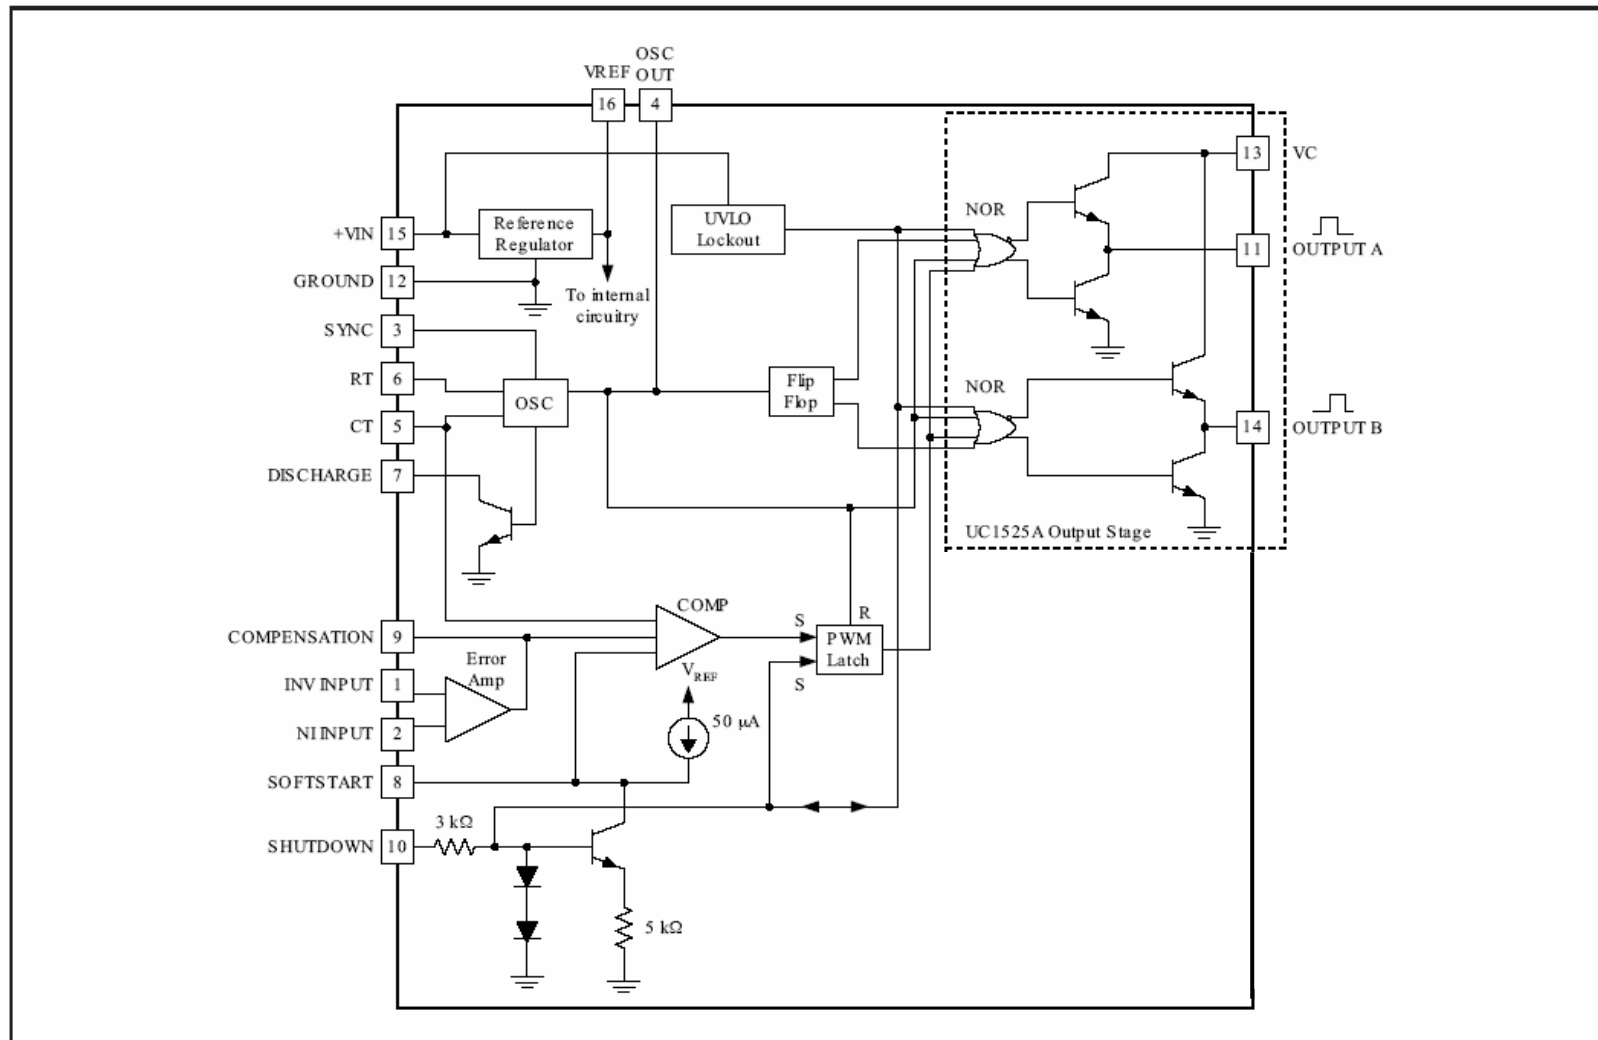 OSC
VREF OUT
16
4
13
VC
+VIN
15
Reference
Regulator
UVLO
Lockout
NOR
11
OUTPUT A
GROUND
12
To internal
circuitry
SYNC
3
RT
6
OSC
Flip
Flop
NOR
CT
5
14
OUTPUT B
DISCHARGE
7
UC1525A Output Stage
COMP
S
R
COMPENSATION
9
PWM
Latch
Error
Amp
INV INPUT
1
VREF
S
NI INPUT
2
50 µA
SOFTSTART
8
3 kΩ
SHUTDOWN
10
5 kΩ